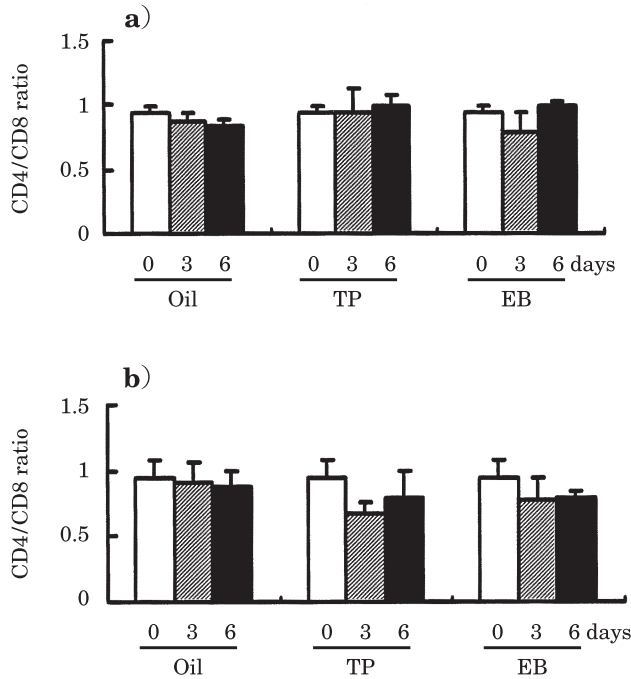 a)
CD4/CD8 ratio
1.5
1
0.5
0
0 3 6 0 3 6 0 3 6 days
Oil TP EB
b)
CD4/CD8 ratio
1.5
1
0.5
0
0 3 6 0 3 6 0 3 6 days
Oil TP EB